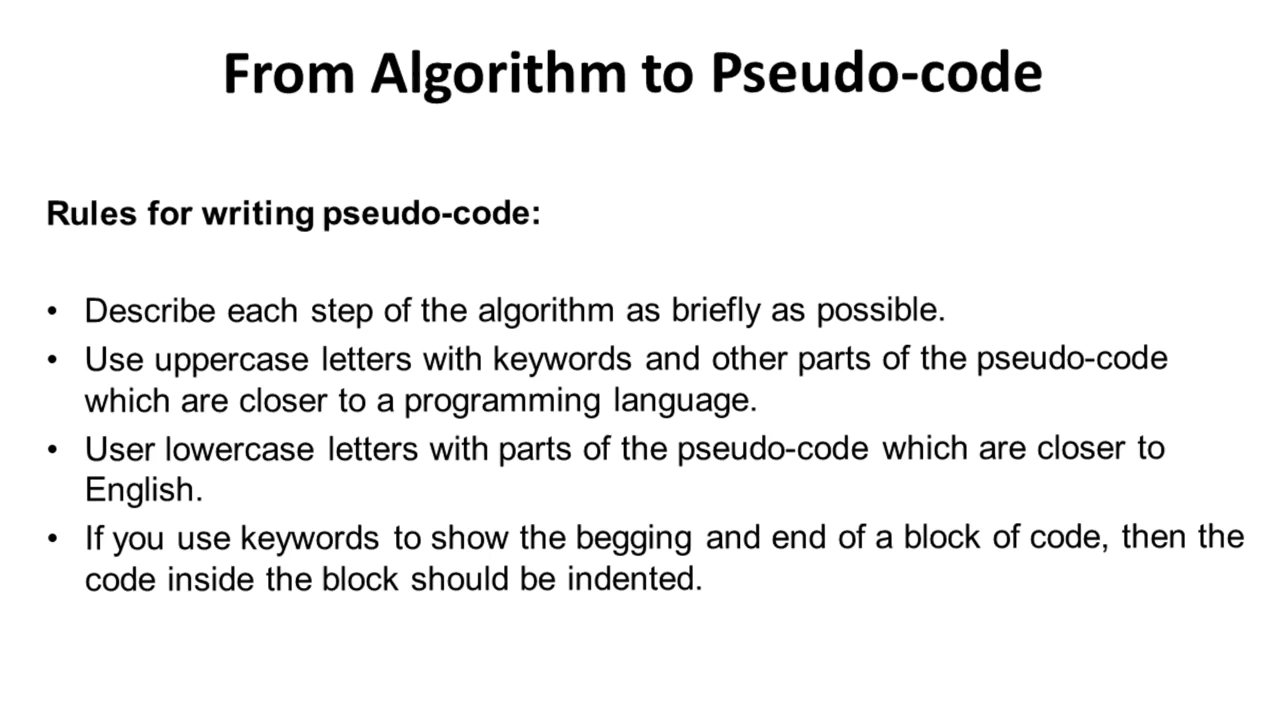 From Algorithm to Pseudo-code
Rules for writing pseudo-code:
• Describe each step of the algorithm as briefly as possible.
• Use uppercase letters with keywords and other parts of the pseudo-code
which are closer to a programming language.
• User lowercase letters with parts of the pseudo-code which are closer to
English.
• If you use keywords to show the begging and end of a block of code, then the
code inside the block should be indented.